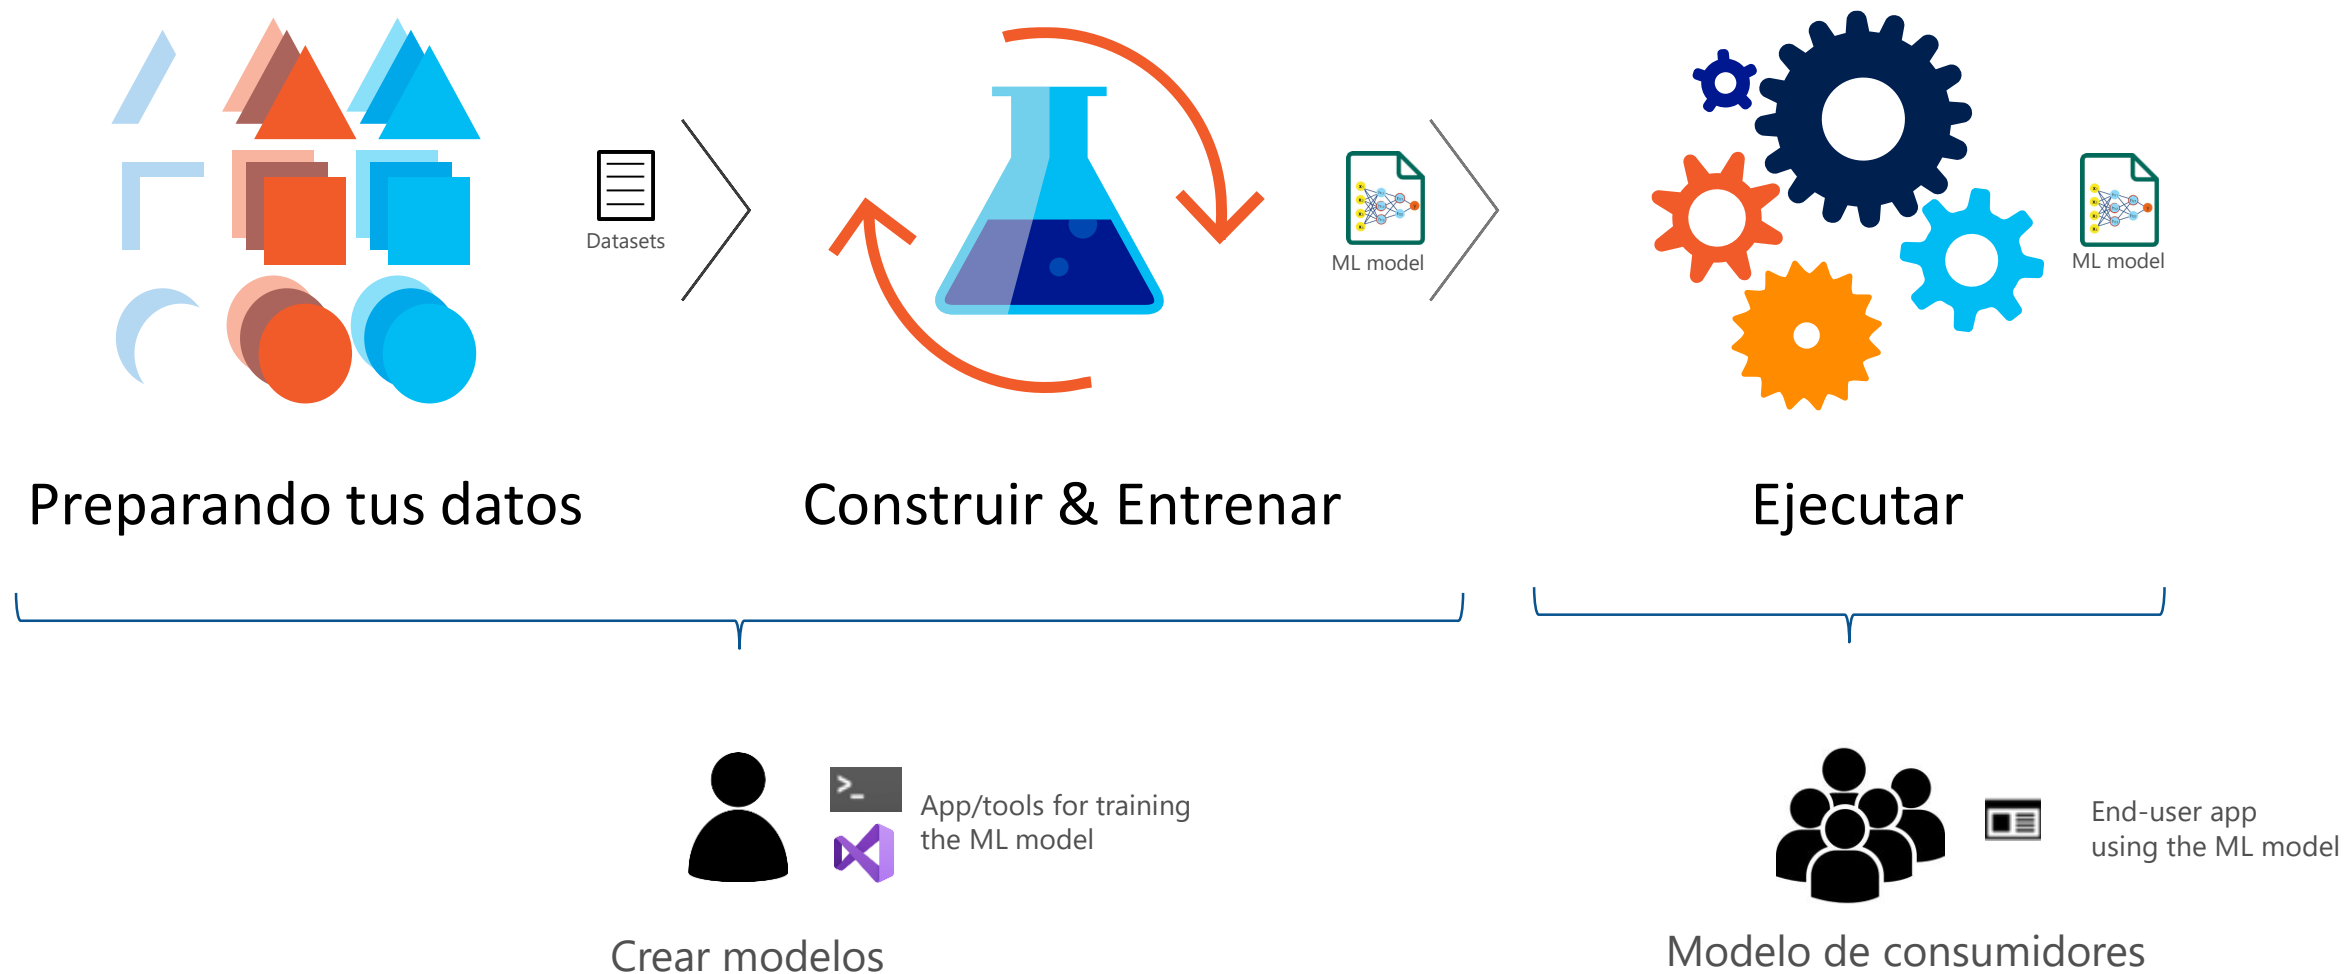 Datasets
ML model
ML model
Preparando tus datos
Construir & Entrenar
Ejecutar
>_
App/tools for training
the ML model
End-user app
using the ML model
Crear modelos
Modelo de consumidores